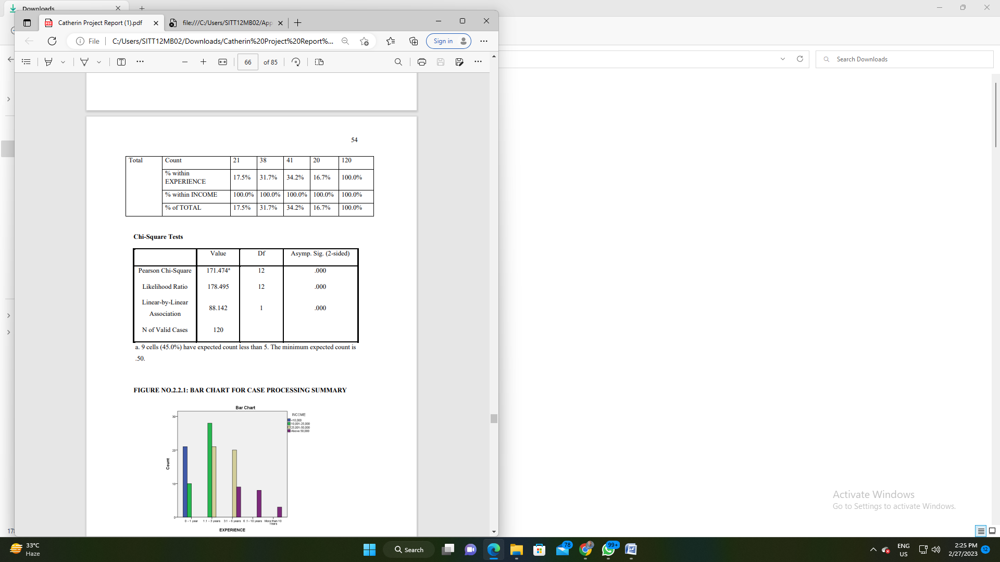 Downloads
Catherin Project Report (1).pdf
file:///C:/Users/SITT12MB02/App
File
C:/Users/SITT12MB02/Downloads/Catherin%20Project%20Report%...
Sign in
66 of 85
Search Downloads
54
Total Count 21 38 41 20 120
% within
EXPERIENCE 17.5% 31.7% 34.2% 16.7% 100.0%
% within INCOME 100.0% 100.0% 100.0% 100.0% 100.0%
% of TOTAL 17.5% 31.7% 34.2% 16.7% 100.0%
Chi-Square Tests
Value Df Asymp. Sig. (2-sided)
Pearson Chi-Square 171.474ª 12 .000
Likelihood Ratio 178.495 12 .000
Linear-by-Linear
Association 88.142 1 .000
N of Valid Cases 120
a. 9 cells (45.0%) have expected count less than 5. The minimum expected count is
.50.
FIGURE NO.2.2.1: BAR CHART FOR CASE PROCESSING SUMMARY
Bar Chart
INCOME
<10,000
10,001-25,000
25,001-50,000
Above 50,000
30
20
10
0
Count
0 - 1 year 1.1 - 3 years 3.1 - 6 years 6 .1 - 10 years More than 10
Years
EXPERIENCE
Activate Windows
Go to Settings to activate Windows.
33°C
Haze
Search
78
99+
ENG
US
2:25 PM
2/27/2023
12